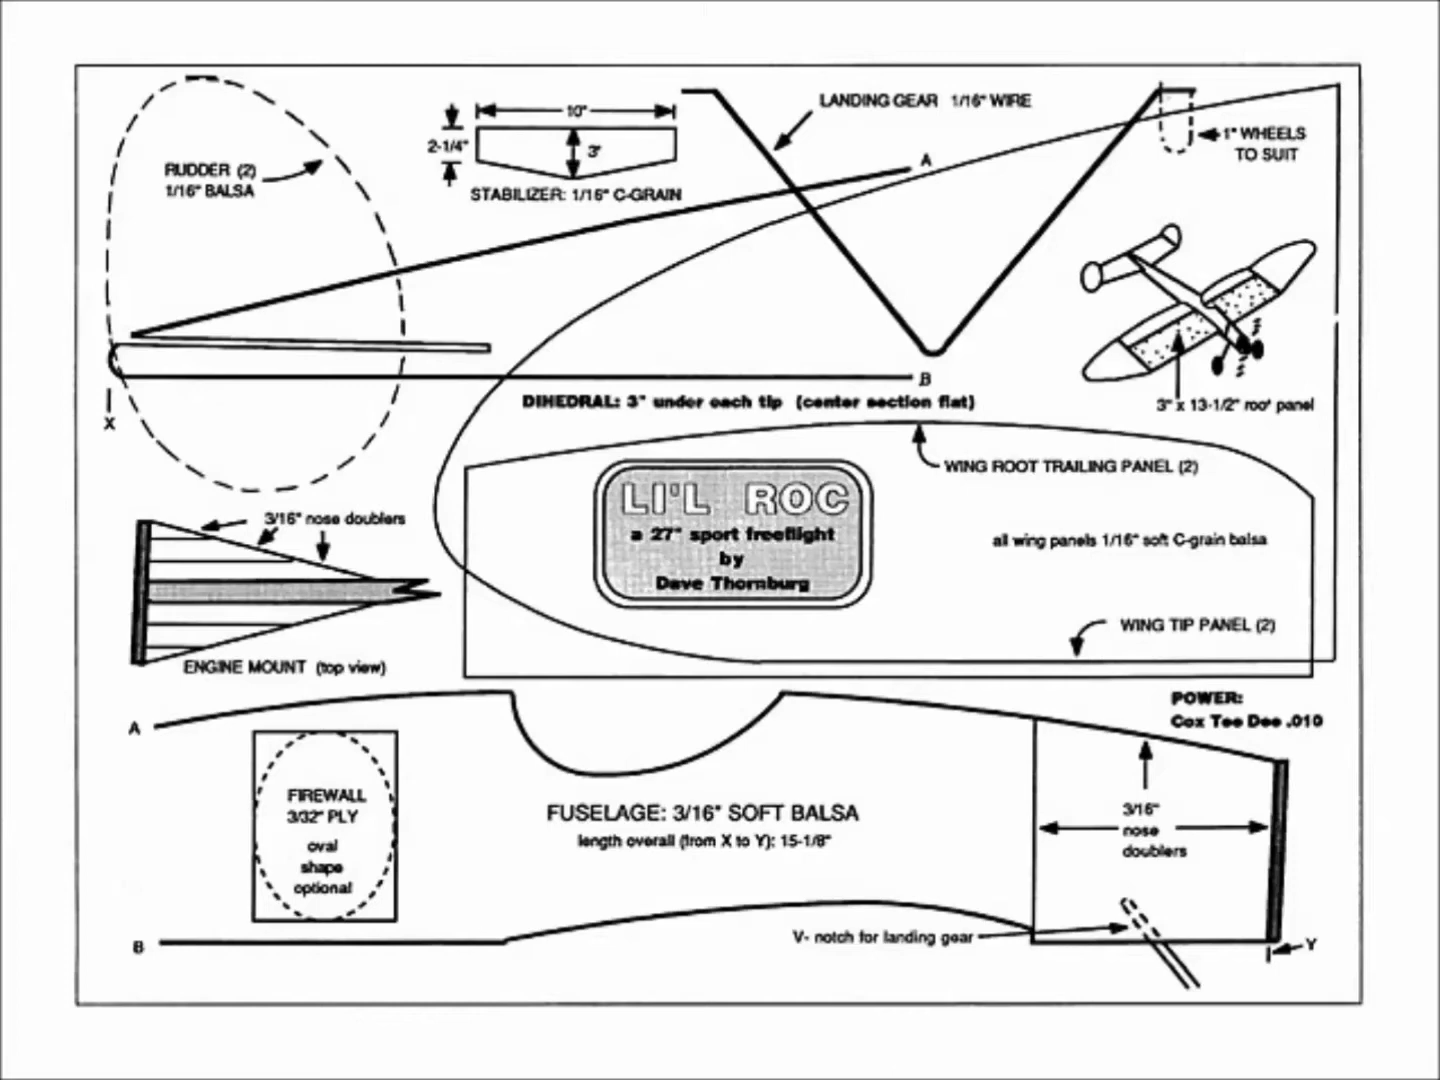 RUDDER (2)
1/16" BALSA
10"
2-1/4"
3'
STABILIZER: 1/16" C-GRAIN
LANDING GEAR 1/16" WIRE
A
1" WHEELS
TO SUIT
X
B
DIHEDRAL: 3" under each tip (center section flat)
3" x 13-1/2" root panel
WING ROOT TRAILING PANEL (2)
LI'L ROC
a 27" sport freeflight
by
Dave Thornburg
all wing panels 1/16" soft C-grain balsa
3/16" nose doublers
WING TIP PANEL (2)
ENGINE MOUNT (top view)
POWER:
Cox Tee Dee .010
A
FIREWALL
3/32" PLY
oval
shape
optional
FUSELAGE: 3/16" SOFT BALSA
length overall (from X to Y): 15-1/8"
3/16"
nose
doublers
V- notch for landing gear
B
Y